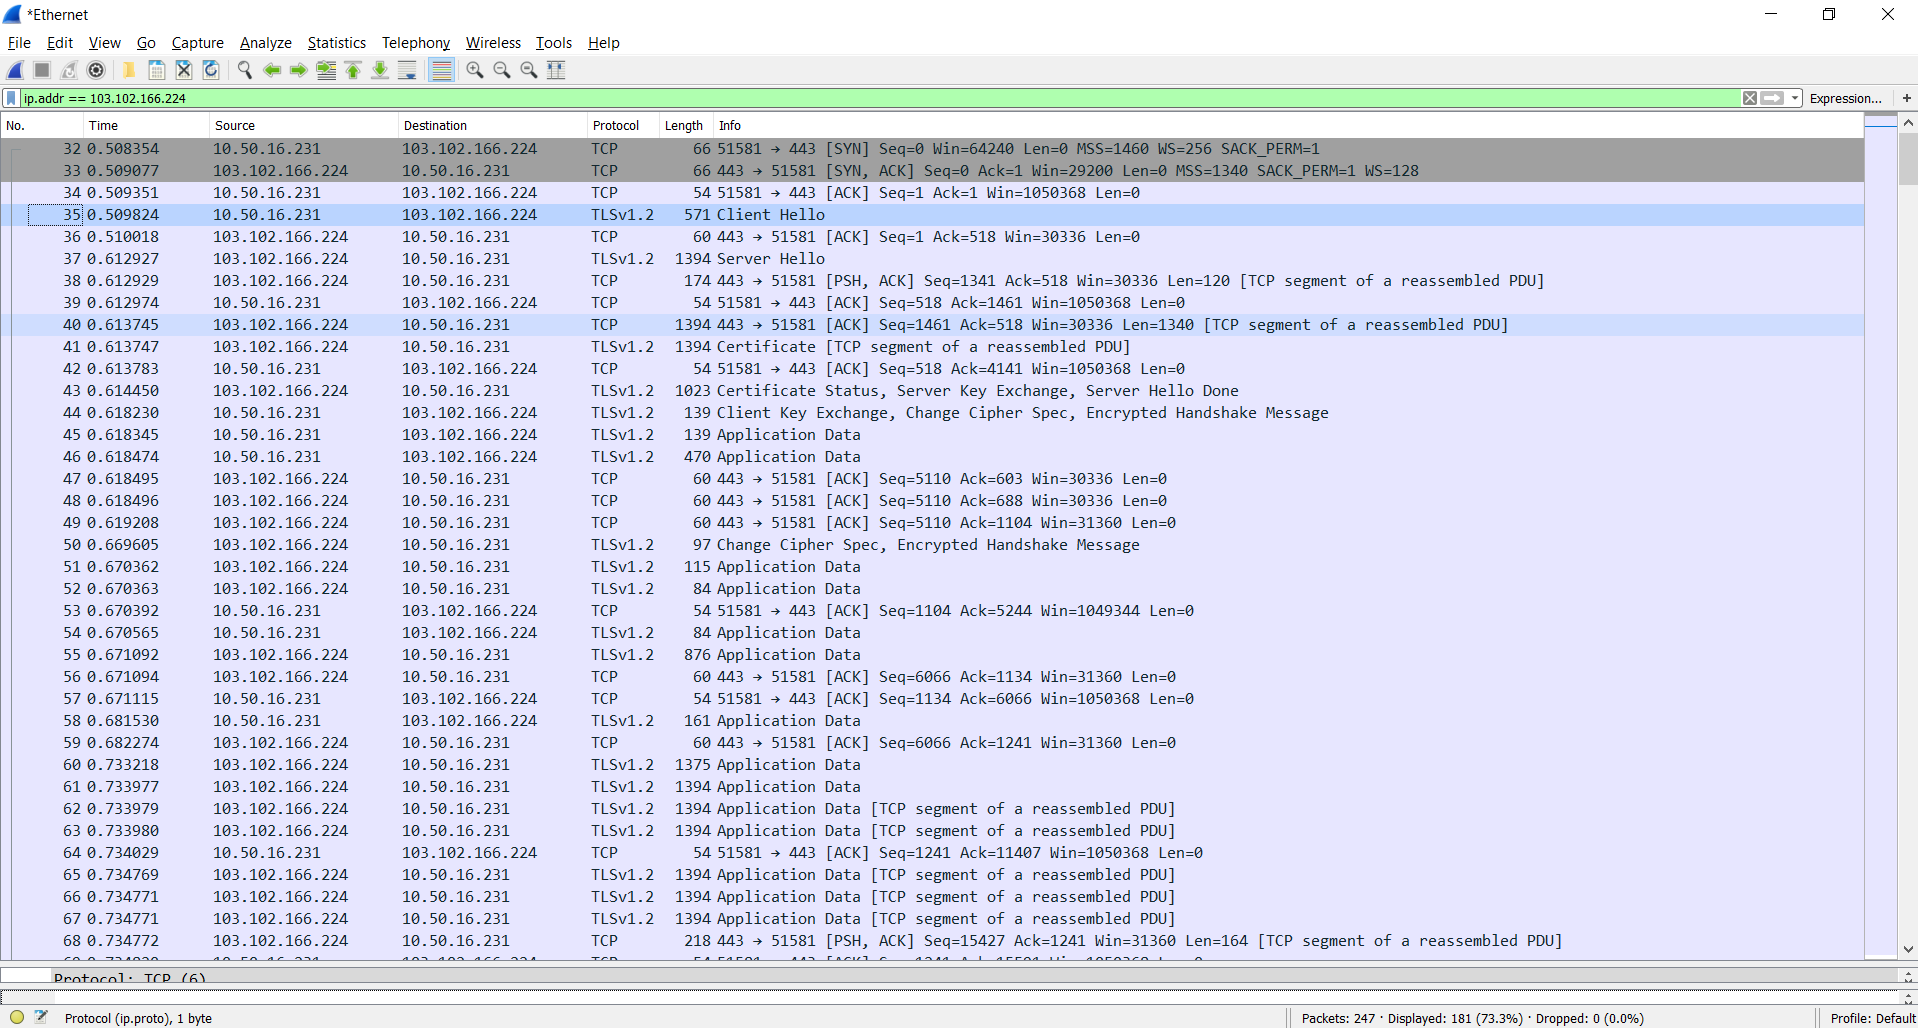 *Ethernet
File Edit View Go Capture Analyze Statistics Telephony Wireless Tools Help
ip.addr == 103.102.166.224 Expression... +
No. Time Source Destination Protocol Length Info
32 0.508354 10.50.16.231 103.102.166.224 TCP 66 51581 → 443 [SYN] Seq=0 Win=64240 Len=0 MSS=1460 WS=256 SACK_PERM=1
33 0.509077 103.102.166.224 10.50.16.231 TCP 66 443 → 51581 [SYN, ACK] Seq=0 Ack=1 Win=29200 Len=0 MSS=1340 SACK_PERM=1 WS=128
34 0.509351 10.50.16.231 103.102.166.224 TCP 54 51581 → 443 [ACK] Seq=1 Ack=1 Win=1050368 Len=0
35 0.509824 10.50.16.231 103.102.166.224 TLSv1.2 571 Client Hello
36 0.510018 103.102.166.224 10.50.16.231 TCP 60 443 → 51581 [ACK] Seq=1 Ack=518 Win=30336 Len=0
37 0.612927 103.102.166.224 10.50.16.231 TLSv1.2 1394 Server Hello
38 0.612929 103.102.166.224 10.50.16.231 TCP 174 443 → 51581 [PSH, ACK] Seq=1341 Ack=518 Win=30336 Len=120 [TCP segment of a reassembled PDU]
39 0.612974 10.50.16.231 103.102.166.224 TCP 54 51581 → 443 [ACK] Seq=518 Ack=1461 Win=1050368 Len=0
40 0.613745 103.102.166.224 10.50.16.231 TCP 1394 443 → 51581 [ACK] Seq=1461 Ack=518 Win=30336 Len=1340 [TCP segment of a reassembled PDU]
41 0.613747 103.102.166.224 10.50.16.231 TLSv1.2 1394 Certificate [TCP segment of a reassembled PDU]
42 0.613783 10.50.16.231 103.102.166.224 TCP 54 51581 → 443 [ACK] Seq=518 Ack=4141 Win=1050368 Len=0
43 0.614450 103.102.166.224 10.50.16.231 TLSv1.2 1023 Certificate Status, Server Key Exchange, Server Hello Done
44 0.618230 10.50.16.231 103.102.166.224 TLSv1.2 139 Client Key Exchange, Change Cipher Spec, Encrypted Handshake Message
45 0.618345 10.50.16.231 103.102.166.224 TLSv1.2 139 Application Data
46 0.618474 10.50.16.231 103.102.166.224 TLSv1.2 470 Application Data
47 0.618495 103.102.166.224 10.50.16.231 TCP 60 443 → 51581 [ACK] Seq=5110 Ack=603 Win=30336 Len=0
48 0.618496 103.102.166.224 10.50.16.231 TCP 60 443 → 51581 [ACK] Seq=5110 Ack=688 Win=30336 Len=0
49 0.619208 103.102.166.224 10.50.16.231 TCP 60 443 → 51581 [ACK] Seq=5110 Ack=1104 Win=31360 Len=0
50 0.669605 103.102.166.224 10.50.16.231 TLSv1.2 97 Change Cipher Spec, Encrypted Handshake Message
51 0.670362 103.102.166.224 10.50.16.231 TLSv1.2 115 Application Data
52 0.670363 103.102.166.224 10.50.16.231 TLSv1.2 84 Application Data
53 0.670392 10.50.16.231 103.102.166.224 TCP 54 51581 → 443 [ACK] Seq=1104 Ack=5244 Win=1049344 Len=0
54 0.670565 10.50.16.231 103.102.166.224 TLSv1.2 84 Application Data
55 0.671092 103.102.166.224 10.50.16.231 TLSv1.2 876 Application Data
56 0.671094 103.102.166.224 10.50.16.231 TCP 60 443 → 51581 [ACK] Seq=6066 Ack=1134 Win=31360 Len=0
57 0.671115 10.50.16.231 103.102.166.224 TCP 54 51581 → 443 [ACK] Seq=1134 Ack=6066 Win=1050368 Len=0
58 0.681530 10.50.16.231 103.102.166.224 TLSv1.2 161 Application Data
59 0.682274 103.102.166.224 10.50.16.231 TCP 60 443 → 51581 [ACK] Seq=6066 Ack=1241 Win=31360 Len=0
60 0.733218 103.102.166.224 10.50.16.231 TLSv1.2 1375 Application Data
61 0.733977 103.102.166.224 10.50.16.231 TLSv1.2 1394 Application Data
62 0.733979 103.102.166.224 10.50.16.231 TLSv1.2 1394 Application Data [TCP segment of a reassembled PDU]
63 0.733980 103.102.166.224 10.50.16.231 TLSv1.2 1394 Application Data [TCP segment of a reassembled PDU]
64 0.734029 10.50.16.231 103.102.166.224 TCP 54 51581 → 443 [ACK] Seq=1241 Ack=11407 Win=1050368 Len=0
65 0.734769 103.102.166.224 10.50.16.231 TLSv1.2 1394 Application Data [TCP segment of a reassembled PDU]
66 0.734771 103.102.166.224 10.50.16.231 TLSv1.2 1394 Application Data [TCP segment of a reassembled PDU]
67 0.734771 103.102.166.224 10.50.16.231 TLSv1.2 1394 Application Data [TCP segment of a reassembled PDU]
68 0.734772 103.102.166.224 10.50.16.231 TCP 218 443 → 51581 [PSH, ACK] Seq=15427 Ack=1241 Win=31360 Len=164 [TCP segment of a reassembled PDU]
Protocol: TCP (6)
Protocol (ip.proto), 1 byte Packets: 247 · Displayed: 181 (73.3%) · Dropped: 0 (0.0%) Profile: Default